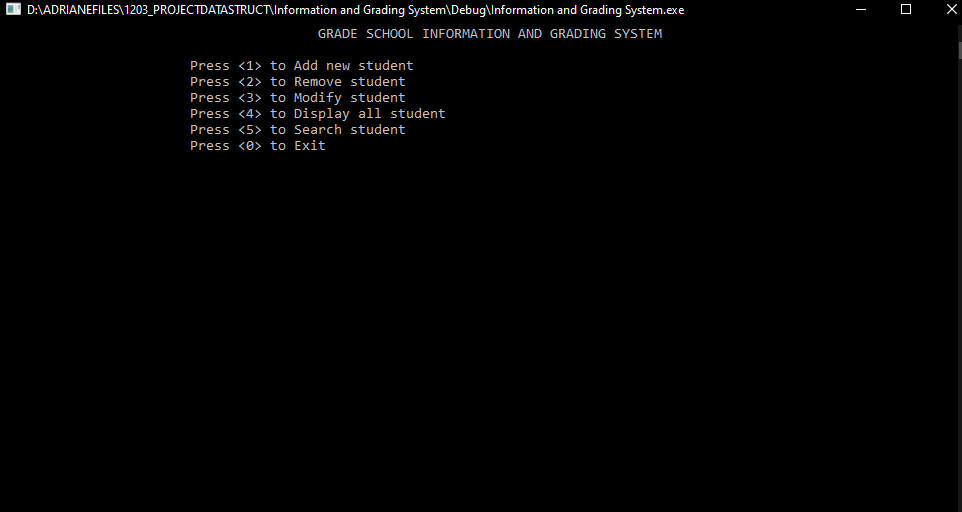 D:\ADRIANEFILES\1203_PROJECTDATASTRUCT\Information and Grading System\Debug\Information and Grading System.exe
GRADE SCHOOL INFORMATION AND GRADING SYSTEM
Press <1> to Add new student
Press <2> to Remove student
Press <3> to Modify student
Press <4> to Display all student
Press <5> to Search student
Press <0> to Exit